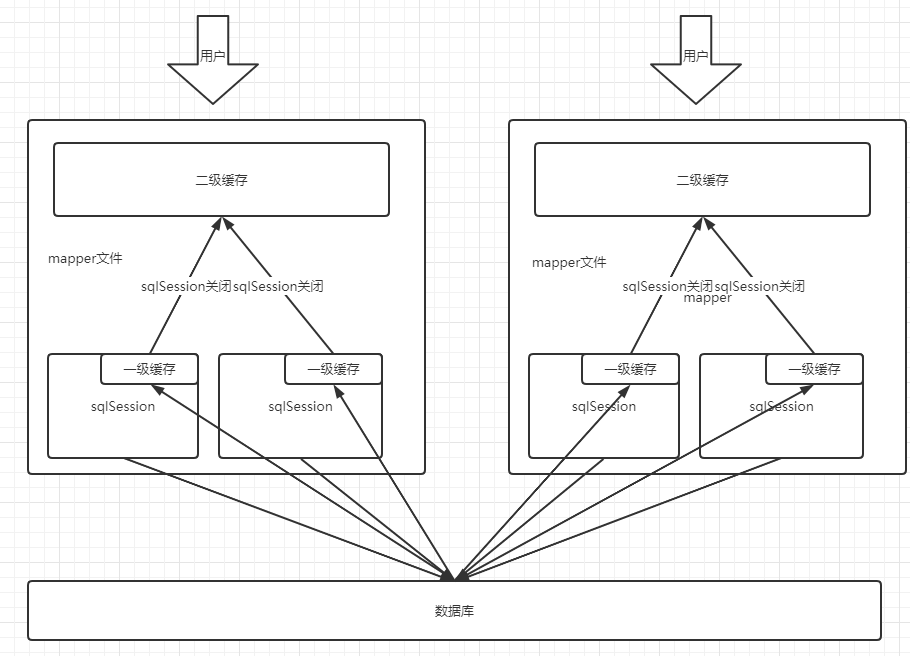 用户
用户
二级缓存
二级缓存
mapper文件
mapper文件
sqlSession关闭
sqlSession关闭
sqlSession关闭
sqlSession关闭
mapper
一级缓存
一级缓存
一级缓存
一级缓存
sqlSession
sqlSession
sqlSession
sqlSession
数据库